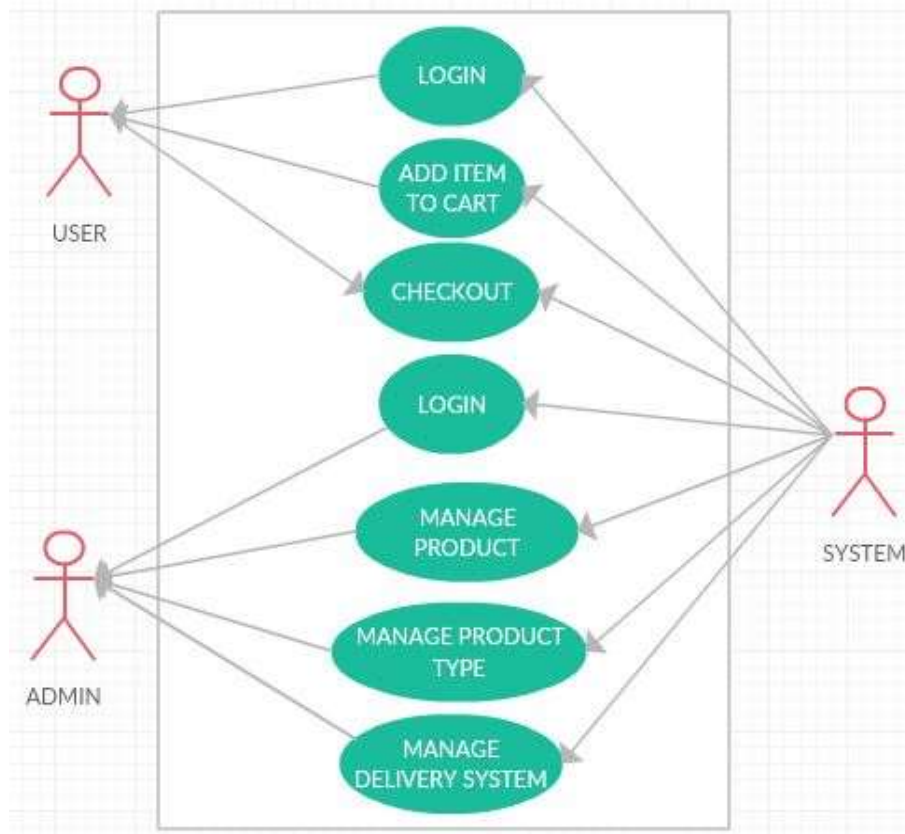 LOGIN
ADD ITEM
TO CART
USER
CHECKOUT
LOGIN
MANAGE
PRODUCT
SYSTEM
MANAGE PRODUCT
TYPE
ADMIN
MANAGE
DELIVERY SYSTEM